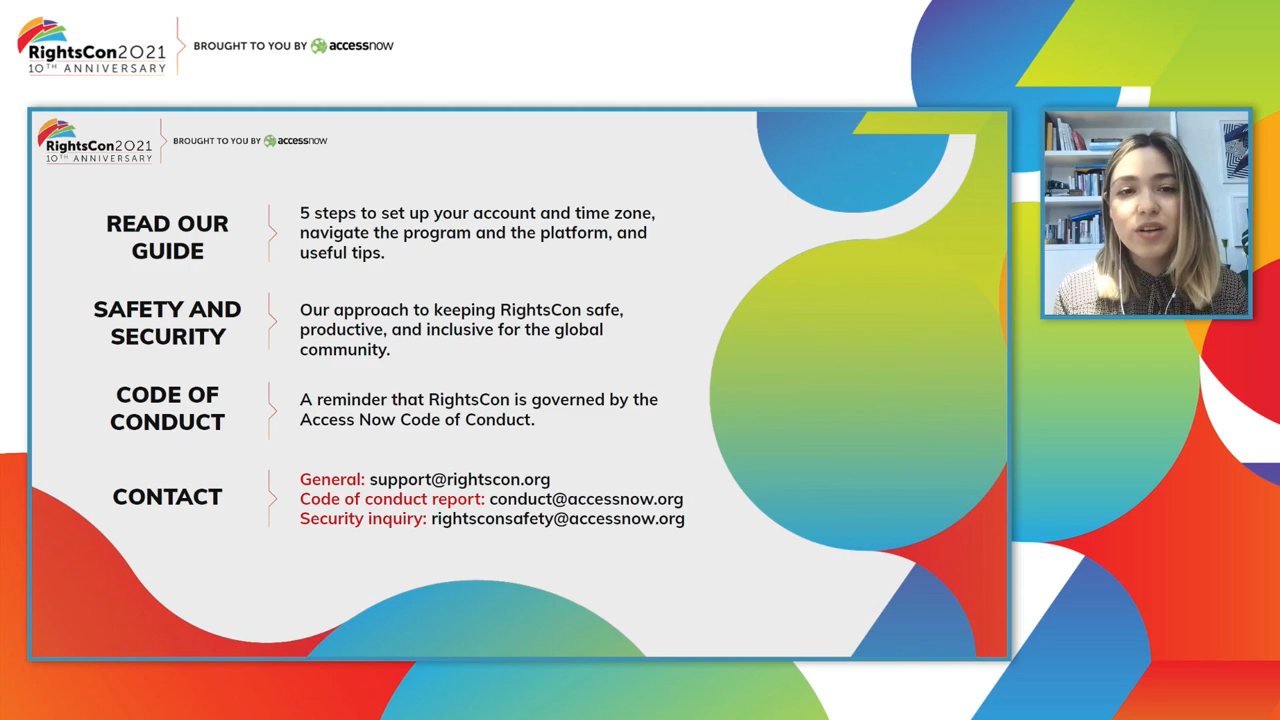 RightsCon2021
10TH ANNIVERSARY
BROUGHT TO YOU BY accessnow
RightsCon2021
10TH ANNIVERSARY
BROUGHT TO YOU BY accessnow
READ OUR
GUIDE
5 steps to set up your account and time zone,
navigate the program and the platform, and
useful tips.
SAFETY AND
SECURITY
Our approach to keeping RightsCon safe,
productive, and inclusive for the global
community.
CODE OF
CONDUCT
A reminder that RightsCon is governed by the
Access Now Code of Conduct.
CONTACT
General: support@rightscon.org
Code of conduct report: conduct@accessnow.org
Security inquiry: rightsconsafety@accessnow.org